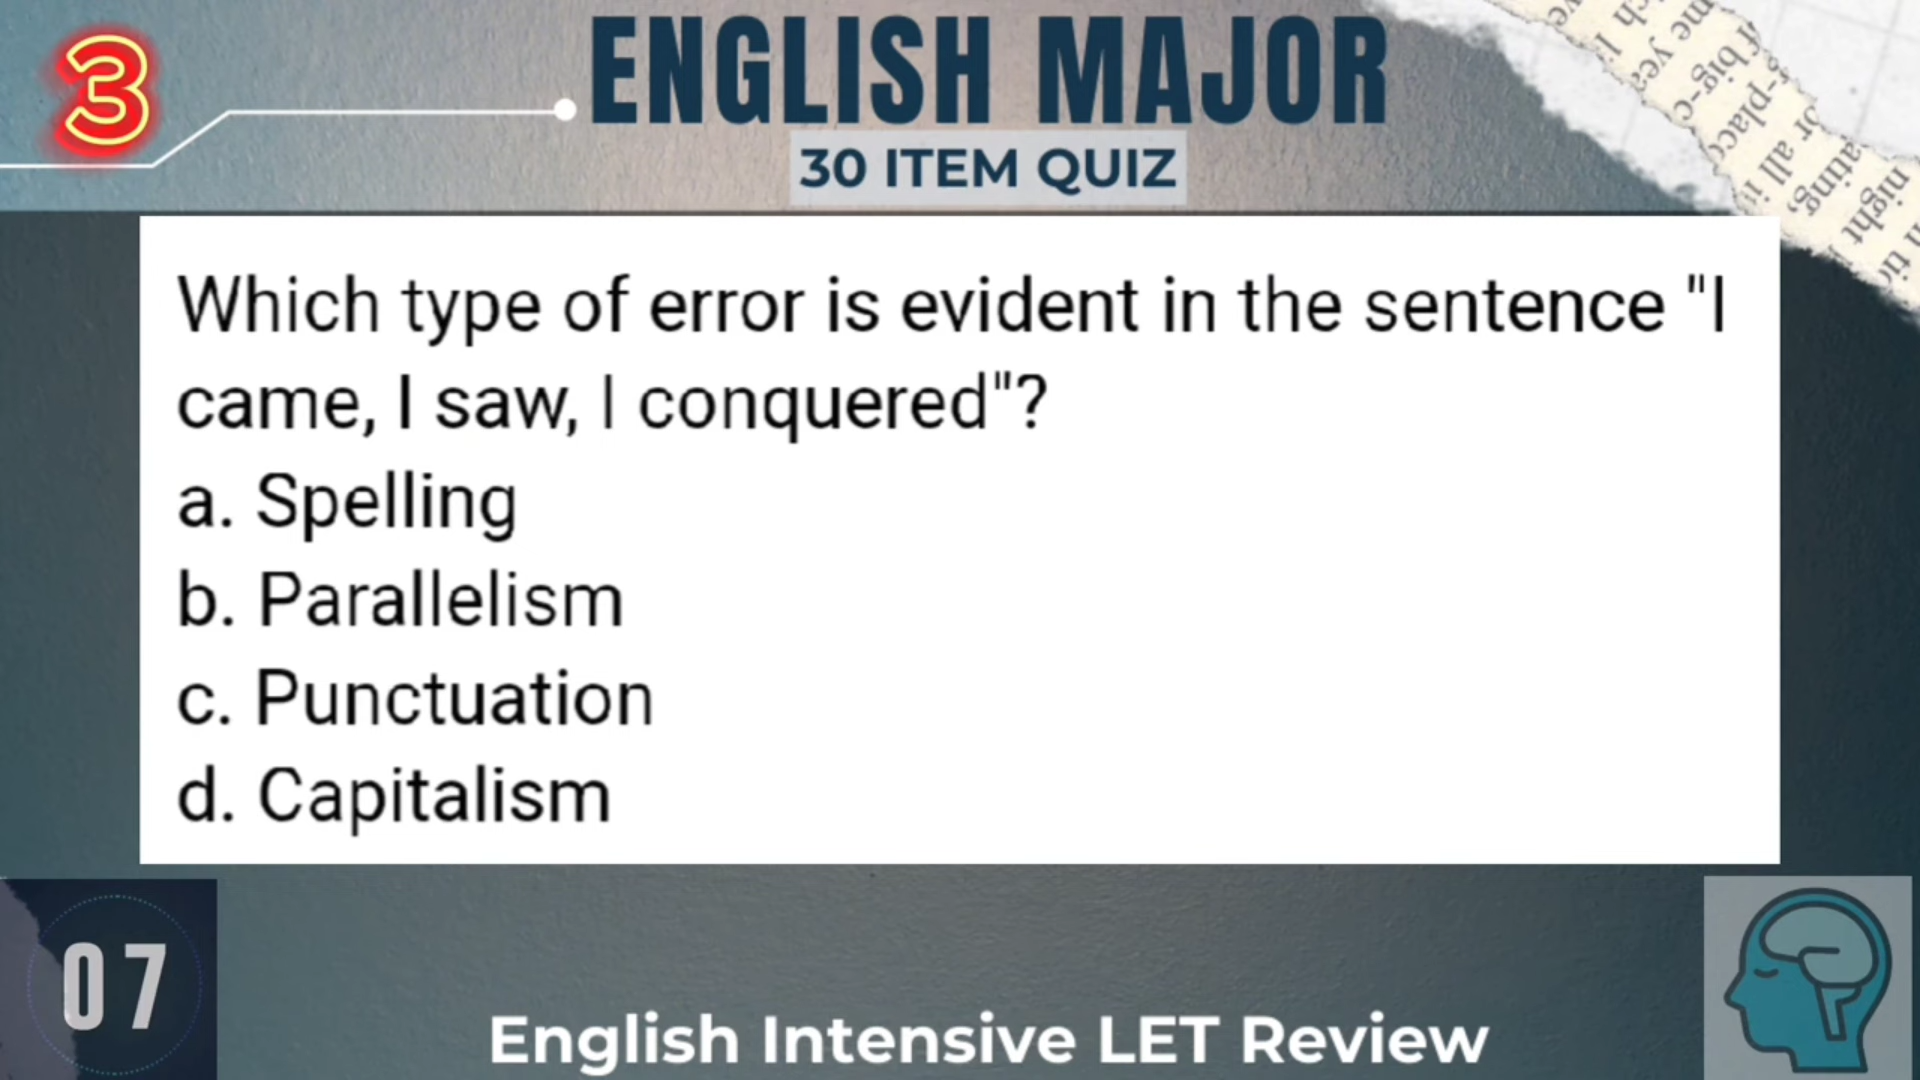 3
ENGLISH MAJOR
30 ITEM QUIZ
Which type of error is evident in the sentence "I
came, I saw, I conquered"?
a. Spelling
b. Parallelism
c. Punctuation
d. Capitalism
07
English Intensive LET Review